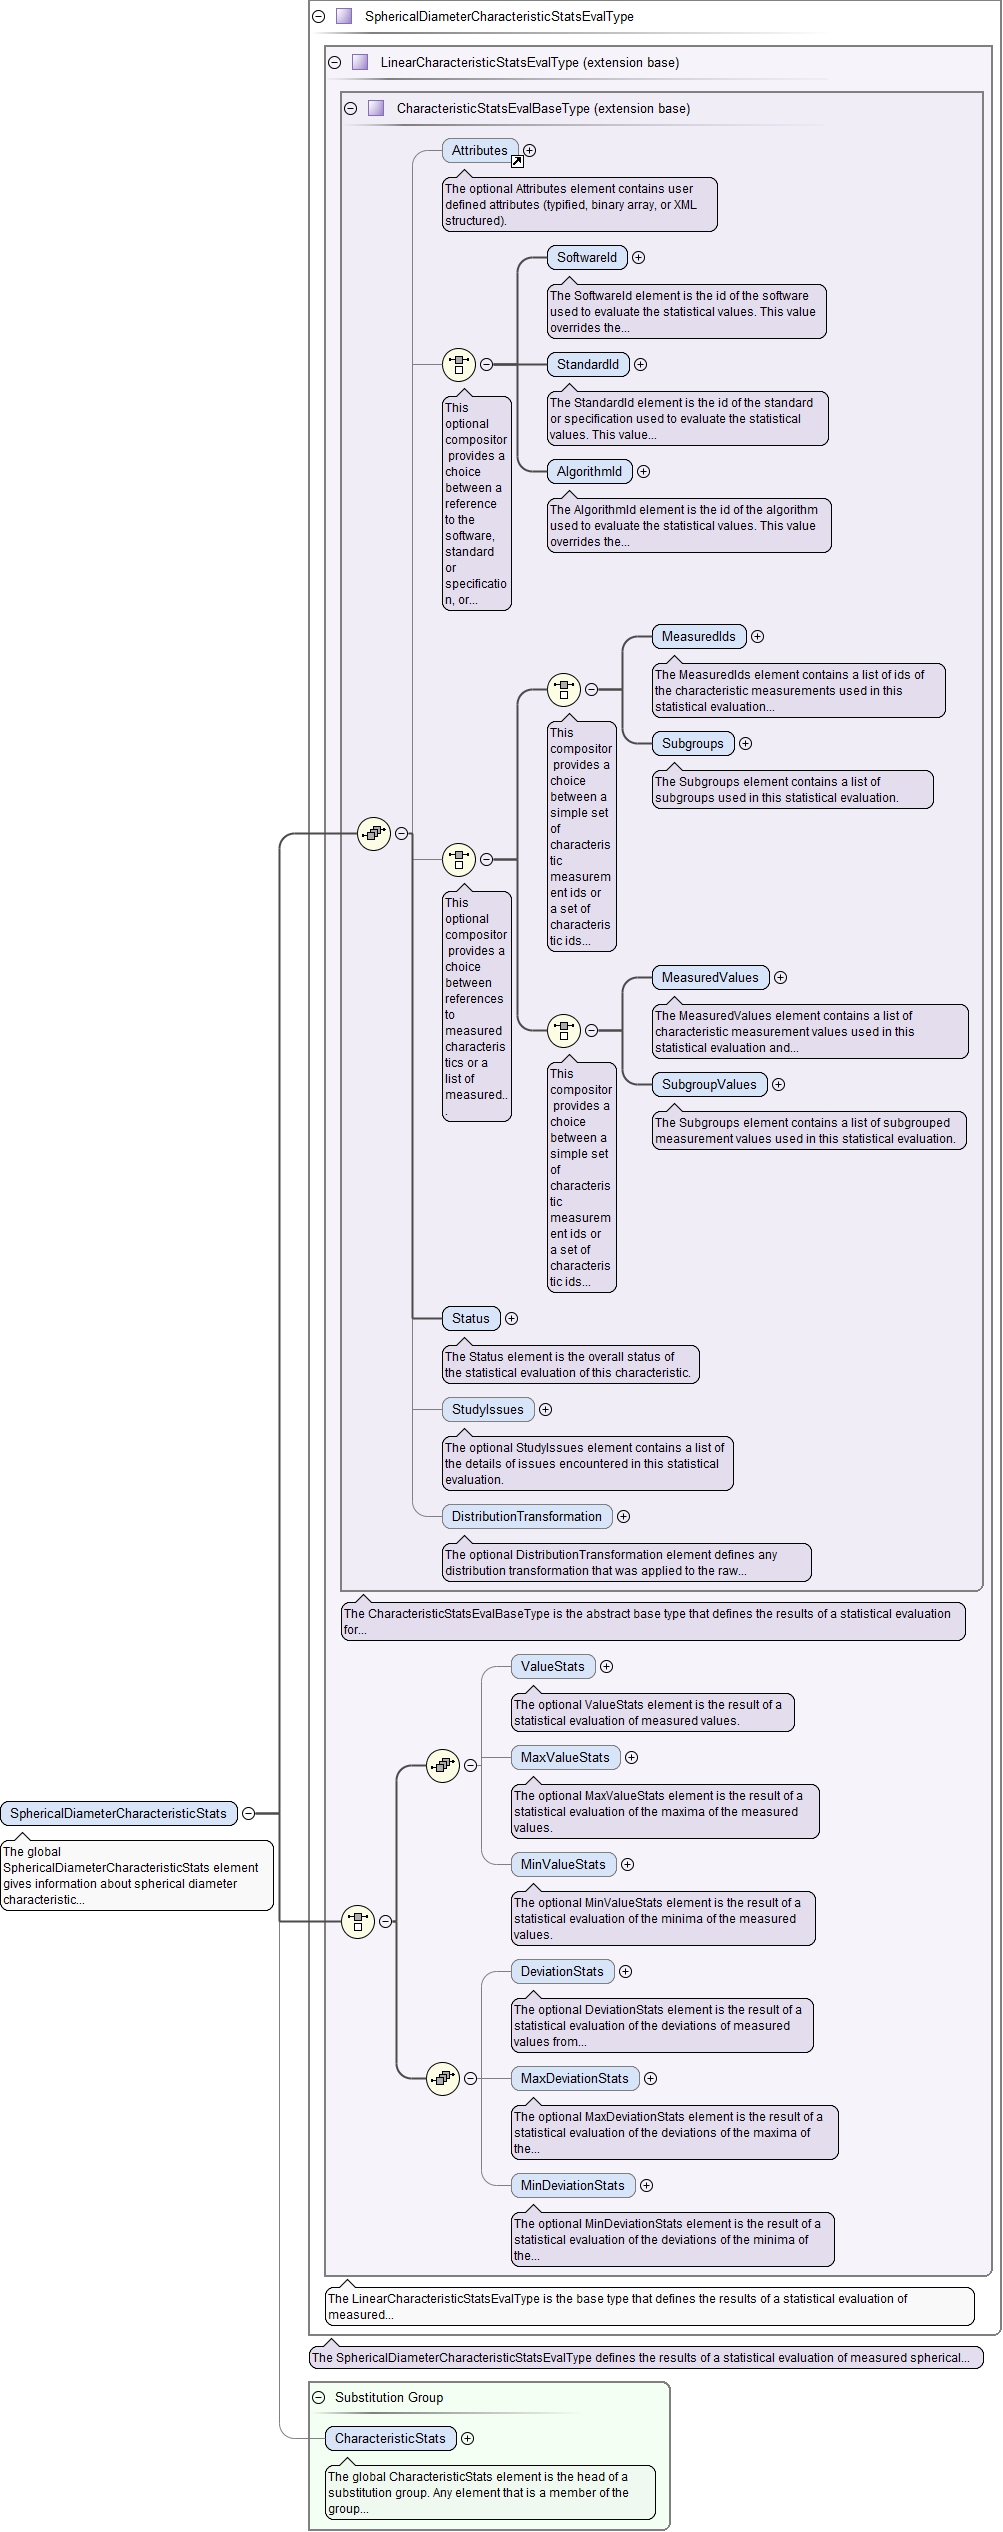 SphericalDiameterCharacteristicStatsEvalType
LinearCharacteristicStatsEvalType (extension base)
CharacteristicStatsEvalBaseType (extension base)
Attributes
The optional Attributes element contains user
defined attributes (typified, binary array, or XML
structured).
SoftwareId
The SoftwareId element is the id of the software
used to evaluate the statistical values. This value
overrides the...
StandardId
The StandardId element is the id of the standard
or specification used to evaluate the statistical
values. This value...
This
optional
compositor
provides a
choice
between a
reference
to the
software,
standard
or
specificatio
n, or...
AlgorithmId
The AlgorithmId element is the id of the algorithm
used to evaluate the statistical values. This value
overrides the...
MeasuredIds
The MeasuredIds element contains a list of ids of
the characteristic measurements used in this
statistical evaluation...
This
compositor
provides a
choice
between a
simple set
of
characteris
tic
measurem
ent ids or
a set of
characteris
tic ids...
Subgroups
The Subgroups element contains a list of
subgroups used in this statistical evaluation.
This
optional
compositor
provides a
choice
between
references
to
measured
characteris
tics or a
list of
measured..
.
MeasuredValues
The MeasuredValues element contains a list of
characteristic measurement values used in this
statistical evaluation and...
This
compositor
provides a
choice
between a
simple set
of
characteris
tic
measurem
ent ids or
a set of
characteris
tic ids...
SubgroupValues
The Subgroups element contains a list of subgrouped
measurement values used in this statistical evaluation.
Status
The Status element is the overall status of
the statistical evaluation of this characteristic.
StudyIssues
The optional StudyIssues element contains a list of
the details of issues encountered in this statistical
evaluation.
DistributionTransformation
The optional DistributionTransformation element defines any
distribution transformation that was applied to the raw...
The CharacteristicStatsEvalBaseType is the abstract base type that defines the results of a statistical evaluation
for...
ValueStats
The optional ValueStats element is the result of a
statistical evaluation of measured values.
MaxValueStats
The optional MaxValueStats element is the result of a
statistical evaluation of the maxima of the measured
values.
SphericalDiameterCharacteristicStats
The global
SphericalDiameterCharacteristicStats element
gives information about spherical diameter
characteristic...
MinValueStats
The optional MinValueStats element is the result of a
statistical evaluation of the minima of the measured
values.
DeviationStats
The optional DeviationStats element is the result of a
statistical evaluation of the deviations of measured
values from...
MaxDeviationStats
The optional MaxDeviationStats element is the result of a
statistical evaluation of the deviations of the maxima of
the...
MinDeviationStats
The optional MinDeviationStats element is the result of a
statistical evaluation of the deviations of the minima of
the...
The LinearCharacteristicStatsEvalType is the base type that defines the results of a statistical evaluation of
measured...
The SphericalDiameterCharacteristicStatsEvalType defines the results of a statistical evaluation of measured spherical...
Substitution Group
CharacteristicStats
The global CharacteristicStats element is the head of a
substitution group. Any element that is a member of the
group...